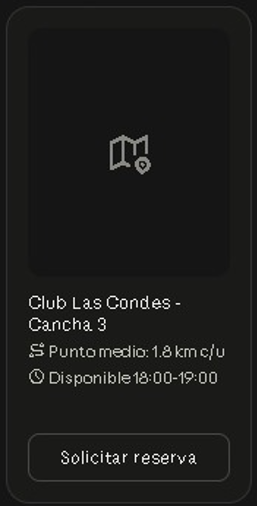 Club Las Condes -
Cancha 3
Punto medio: 1.8 km c/u
Disponible 18:00-19:00
Solicitar reserva